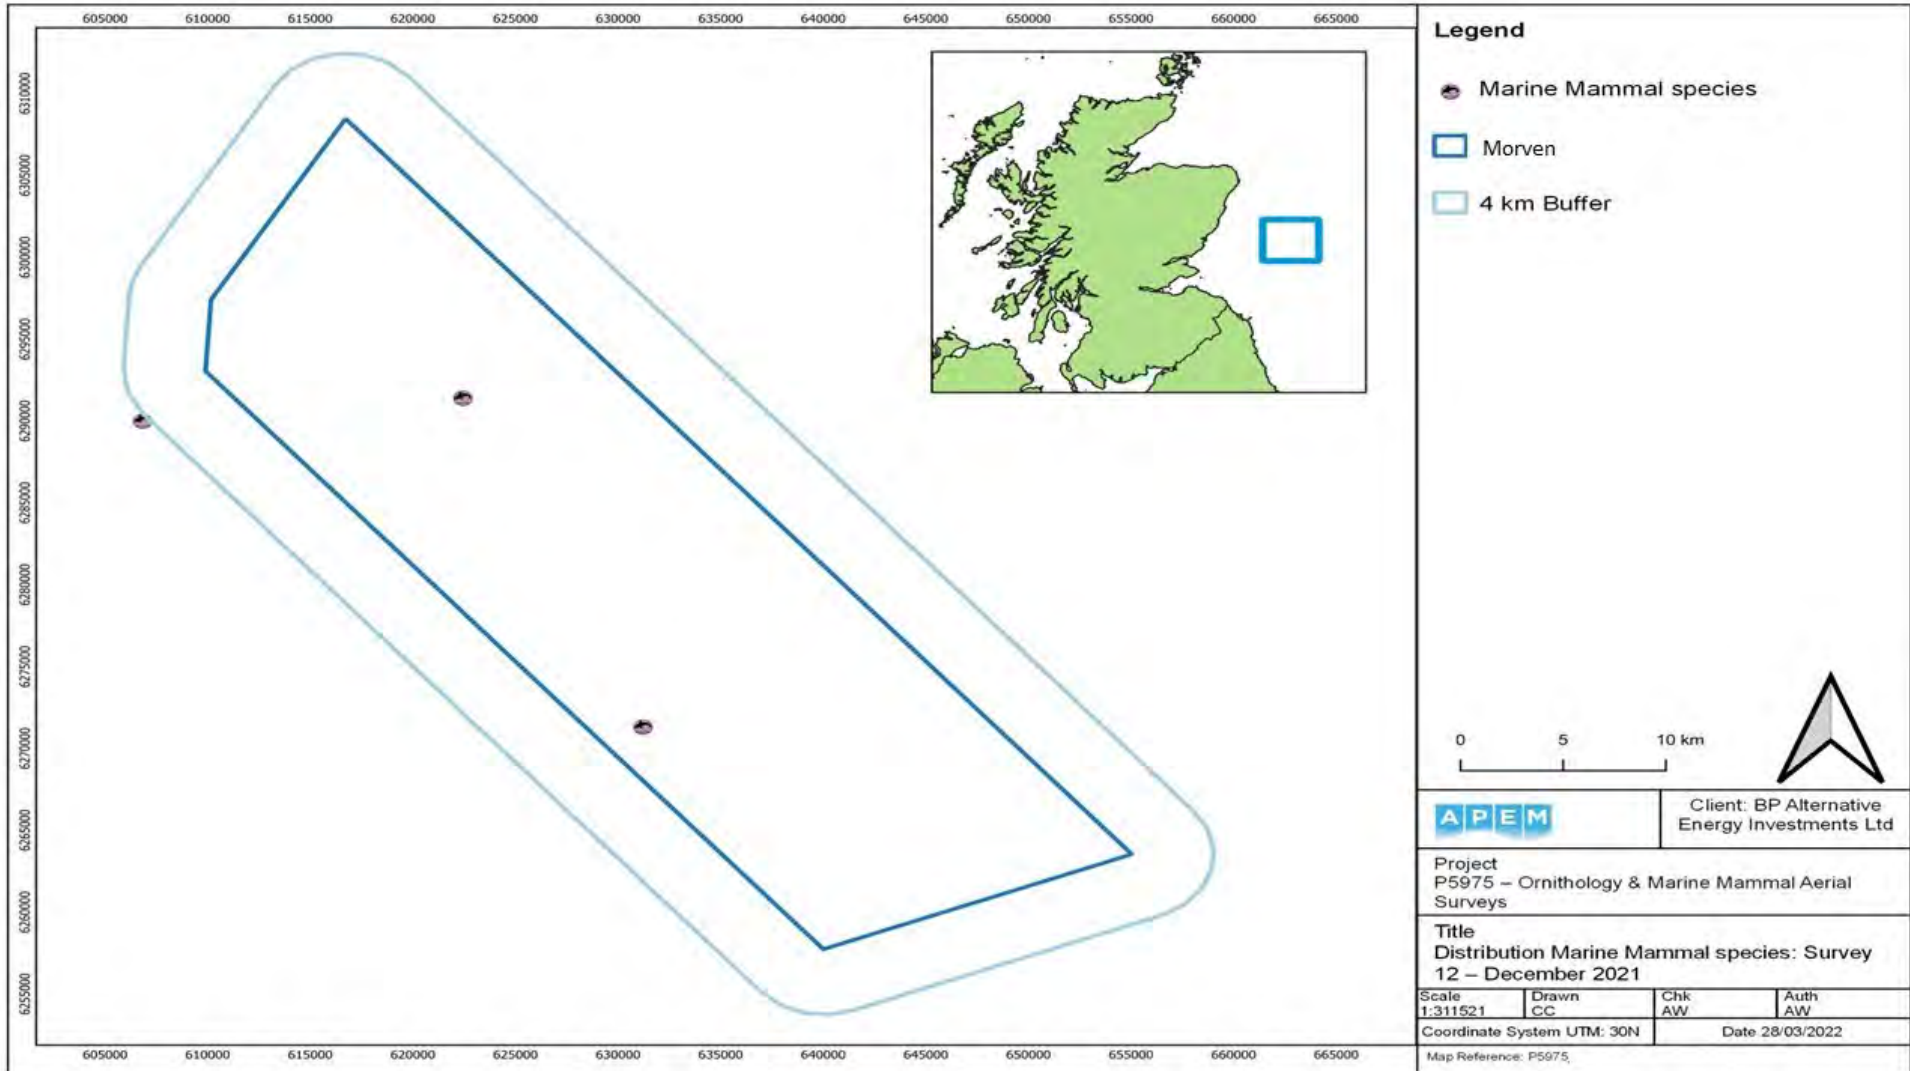 605000 610000 615000 620000 625000 630000 635000 640000 645000 650000 655000 660000 665000
6310000
6305000
6300000
6295000
6290000
6285000
6280000
6275000
6270000
6265000
6260000
6255000
605000 610000 615000 620000 625000 630000 635000 640000 645000 650000 655000 660000 665000
Legend
Marine Mammal species
Morven
4 km Buffer
0 5 10 km
APEM
Client: BP Alternative
Energy Investments Ltd
Project
P5975 – Ornithology & Marine Mammal Aerial
Surveys
Title
Distribution Marine Mammal species: Survey
12 – December 2021
Scale Drawn Chk Auth
1:311521 CC AW AW
Coordinate System UTM: 30N Date 28/03/2022
Map Reference: P5975